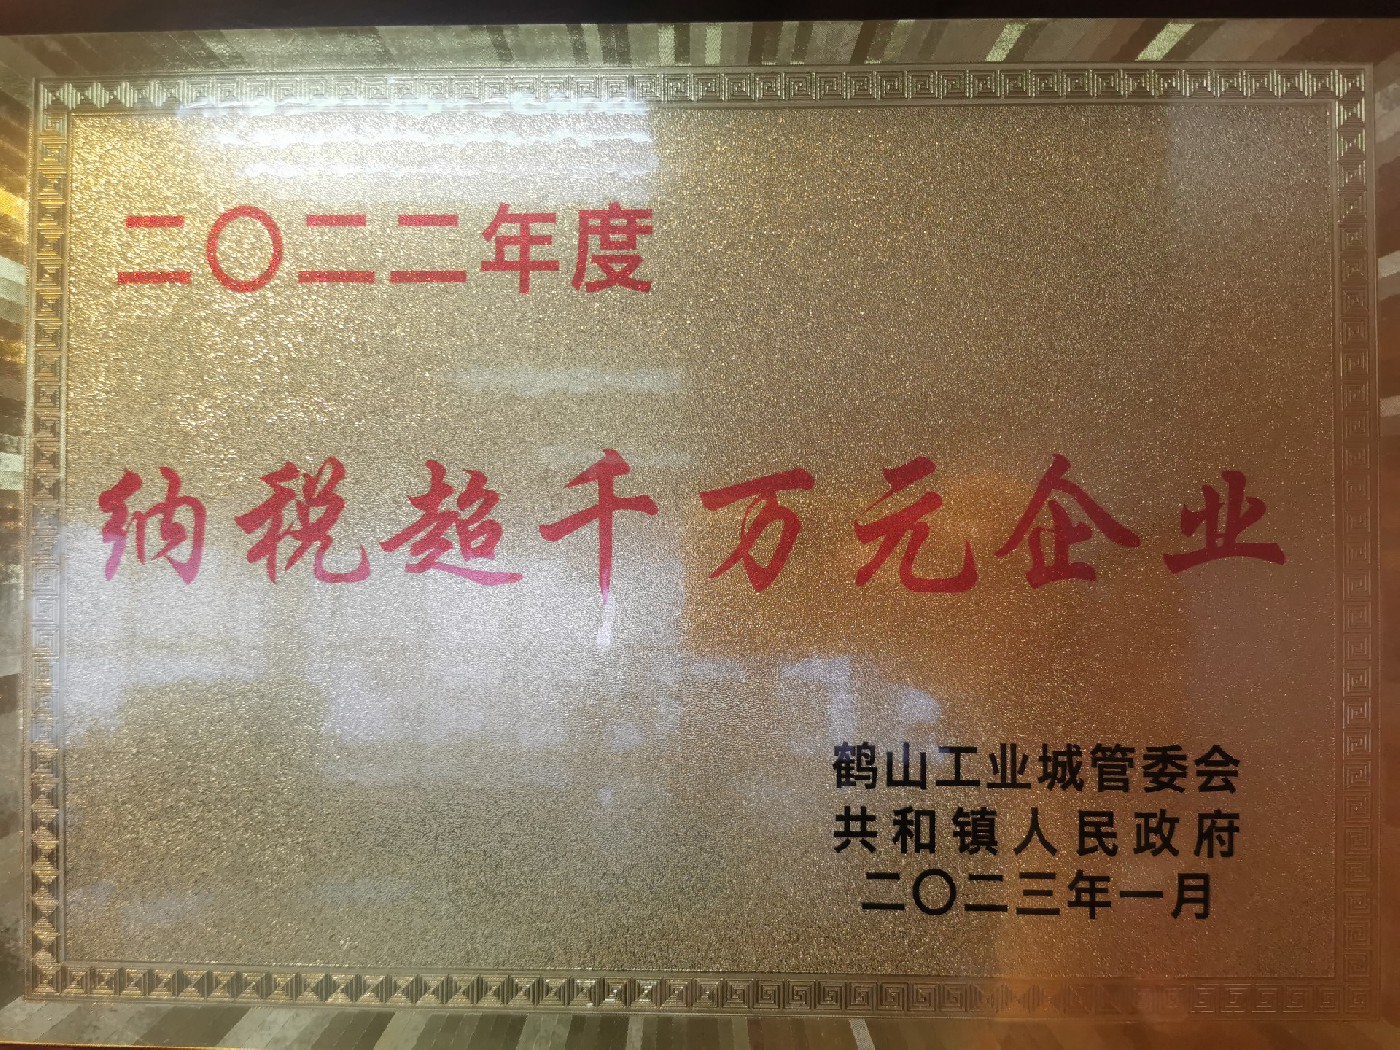 二〇二二年度
纳税超千万元企业
鹤山工业城管委会
共和镇人民政府
二〇二三年一月